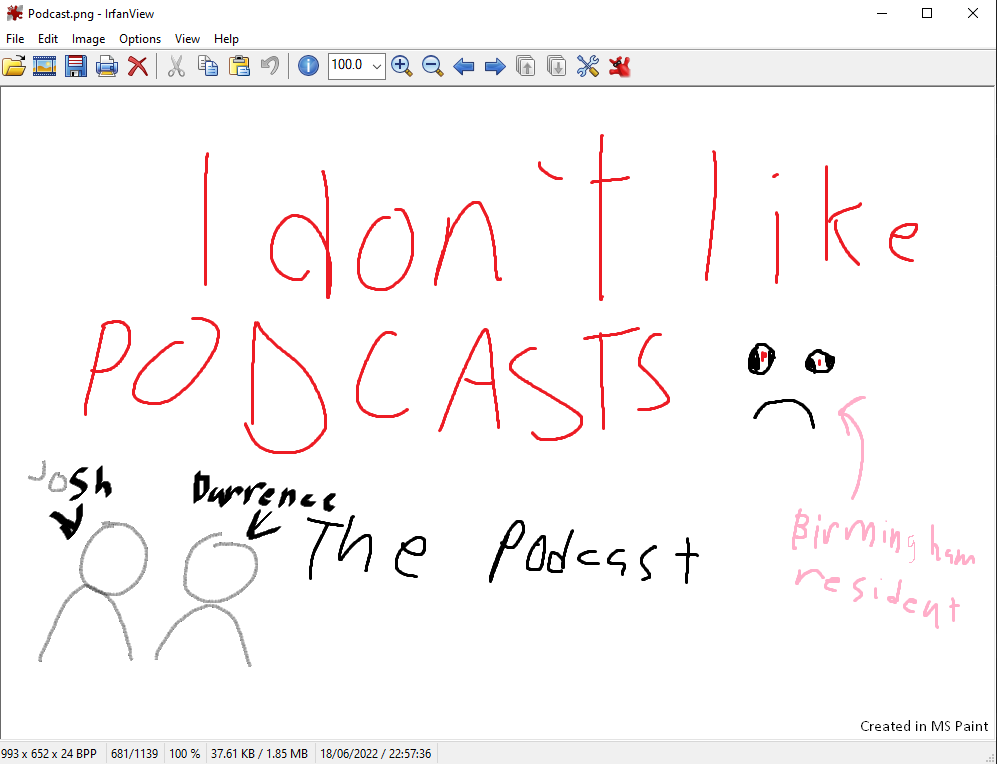 Podcast.png - IrfanView
File Edit Image Options View Help
100.0
I don't like
PODCASTS
Josh
Durrence
The Podcast
Birmingham
resident
Created in MS Paint
993 x 652 x 24 BPP 681/1139 100 % 37.61 KB / 1.85 MB 18/06/2022 / 22:57:36